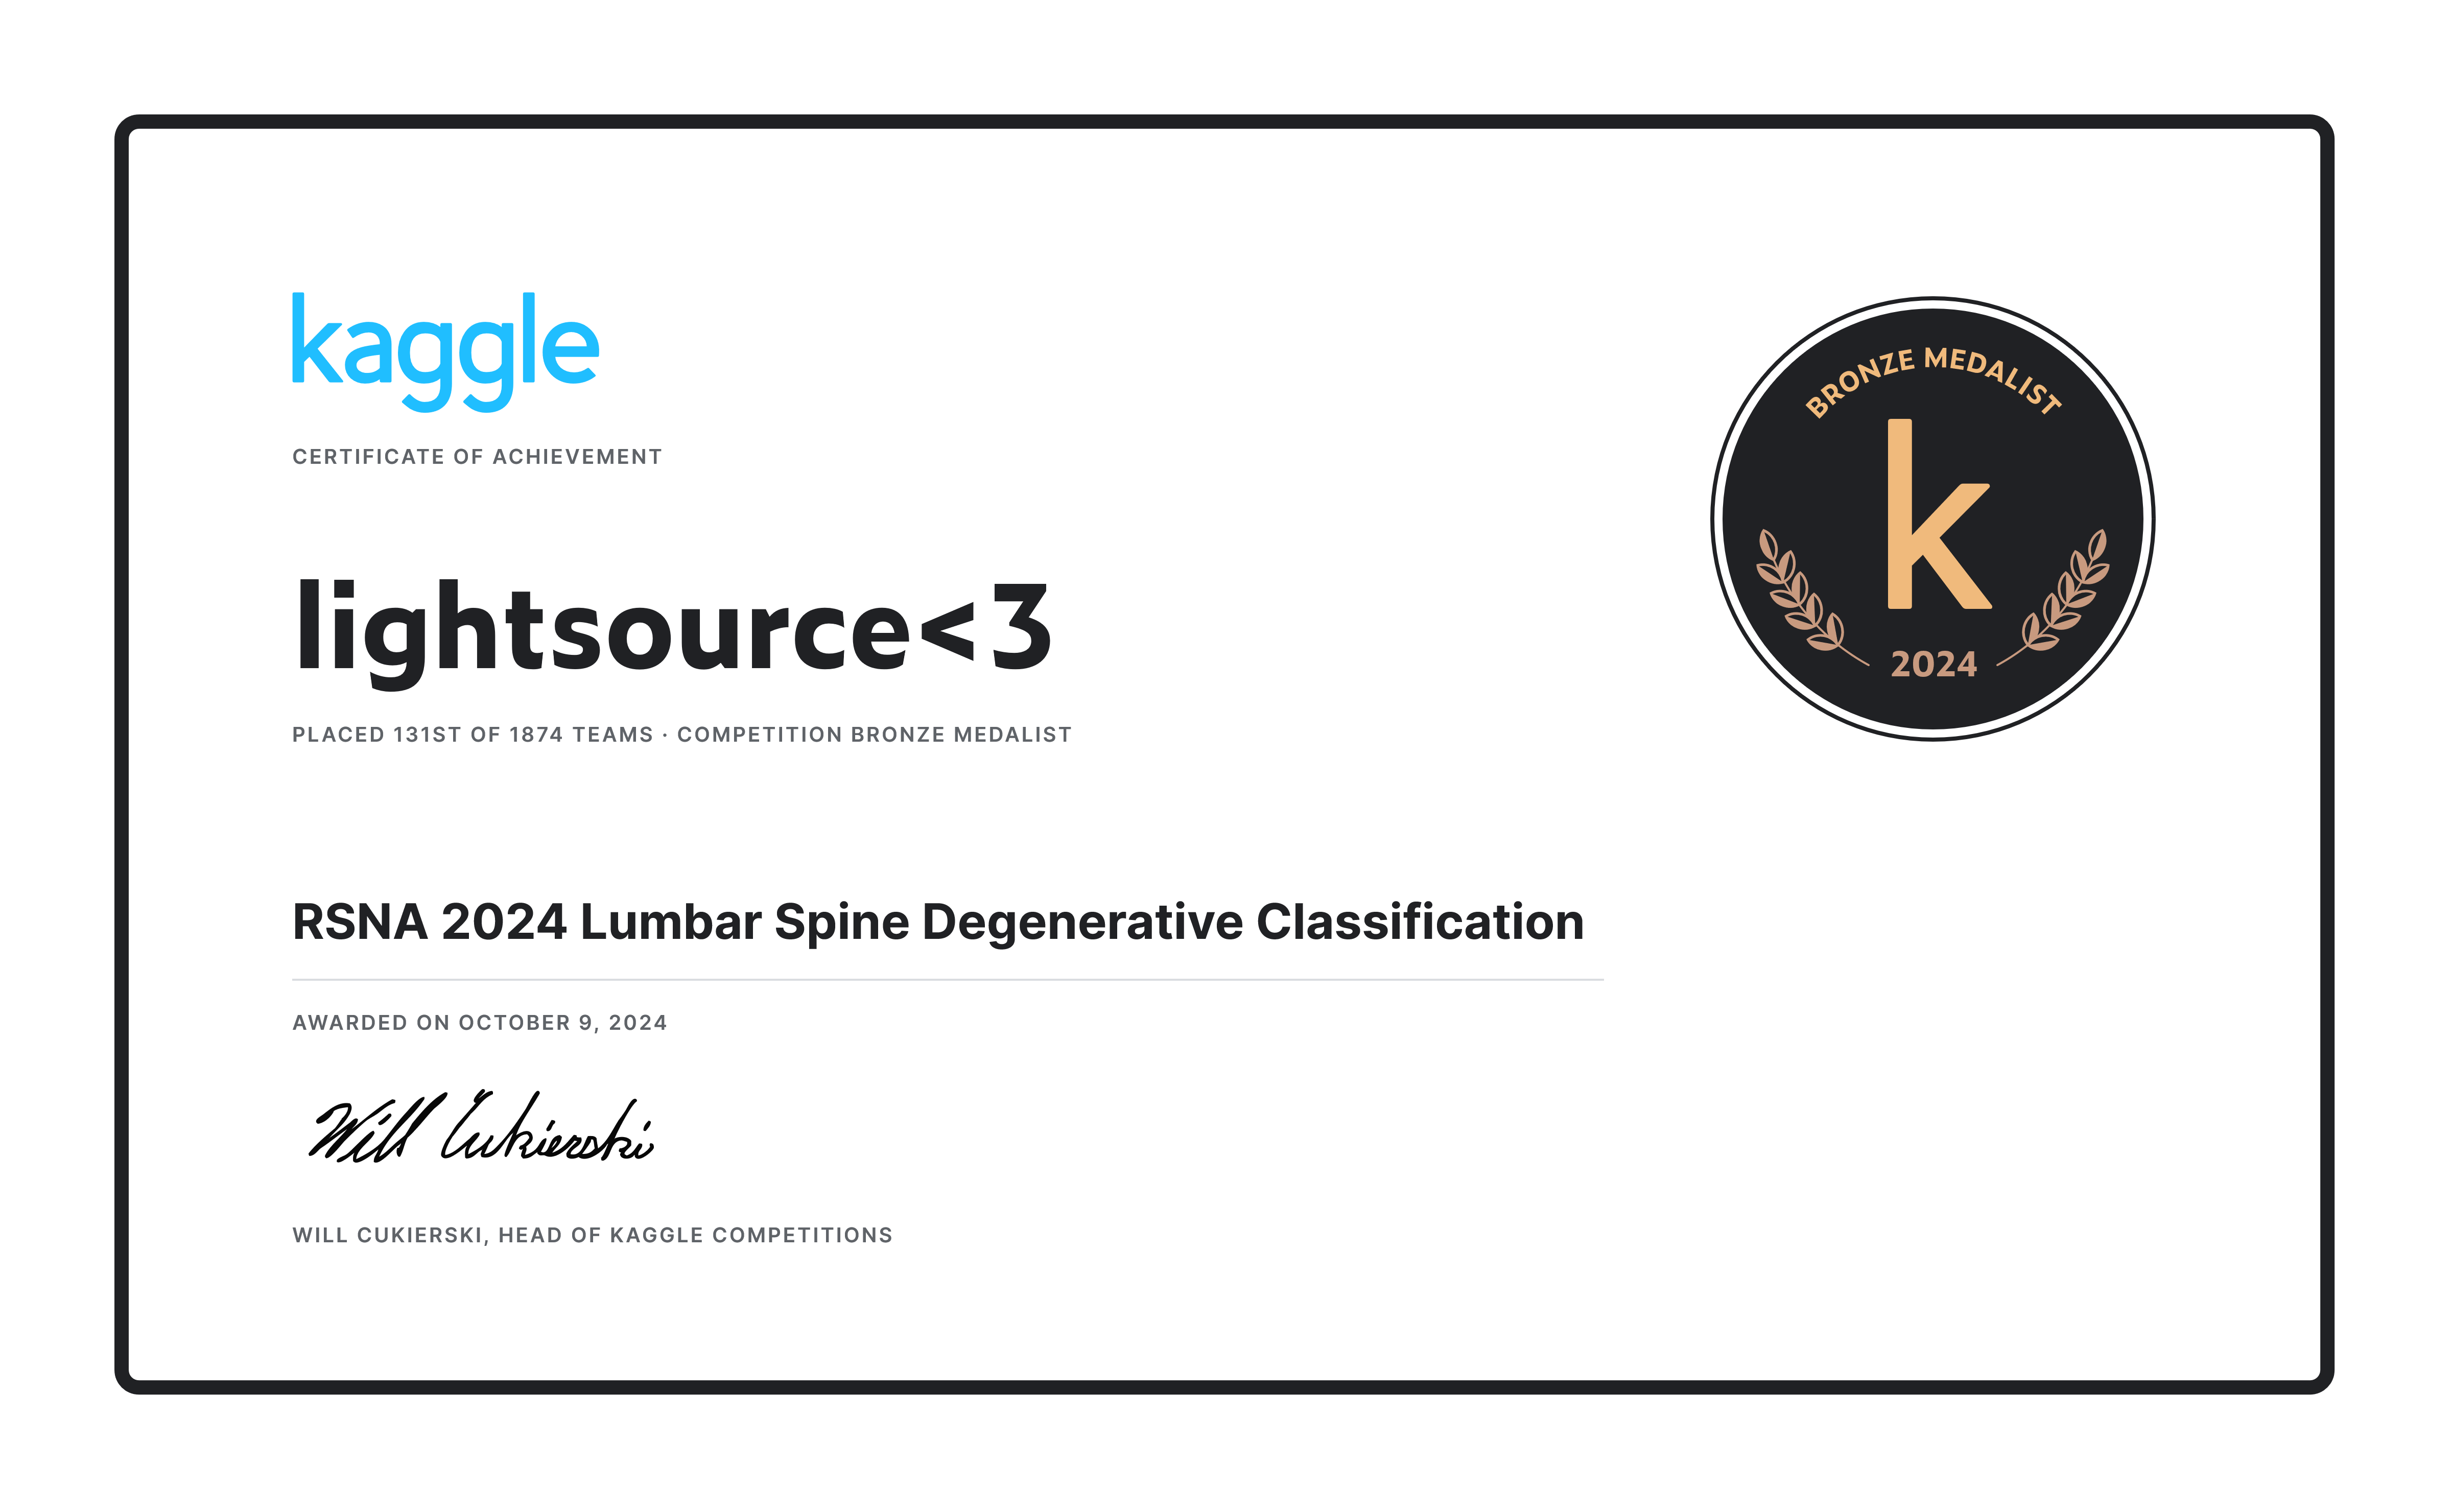 kaggle
CERTIFICATE OF ACHIEVEMENT
BRONZE MEDALIST
k
2024
lightsource<3
PLACED 131ST OF 1874 TEAMS · COMPETITION BRONZE MEDALIST
RSNA 2024 Lumbar Spine Degenerative Classification
AWARDED ON OCTOBER 9, 2024
Will Cukierski
WILL CUKIERSKI, HEAD OF KAGGLE COMPETITIONS